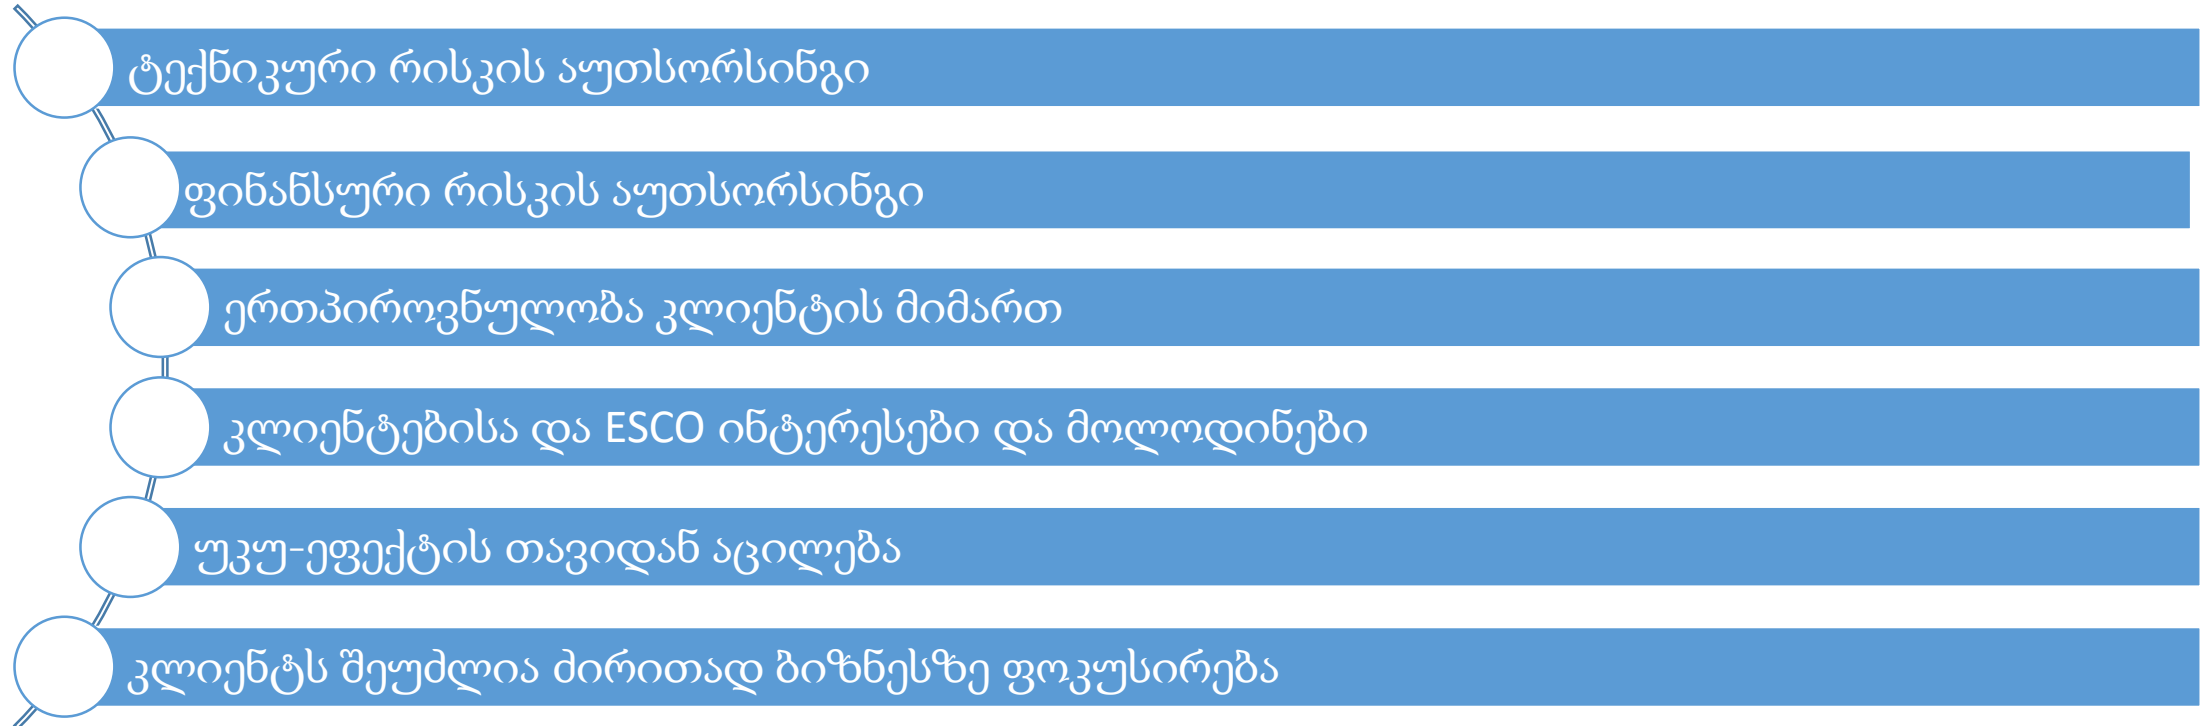 ტექნიკური რისკის აუთსორსინგი
ფინანსური რისკის აუთსორსინგი
ერთპიროვნულობა კლიენტის მიმართ
კლიენტებისა და ESCO ინტერესები და მოლოდინები
უკუ-ეფექტის თავიდან აცილება
კლიენტს შეუძლია ძირითად ბიზნესზე ფოკუსირება